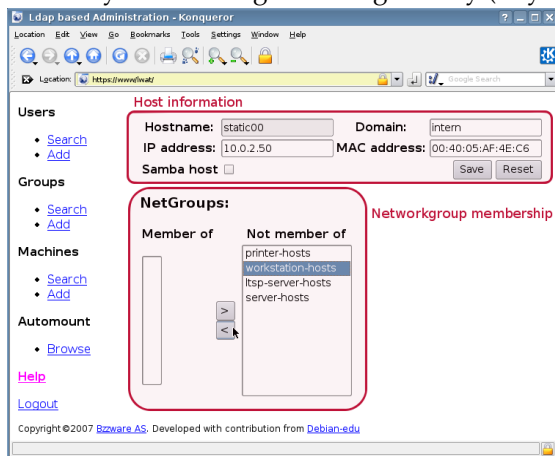 Ldap based Administration - Konqueror
Location Edit View Go Bookmarks Tools Settings Window Help
Location: https://www/lwat/ Google Search
Host information
Users
Search
Add
Hostname: static00 Domain: intern
IP address: 10.0.2.50 MAC address: 00:40:05:AF:4E:C6
Samba host Save Reset
Groups
Search
Add
NetGroups:
Networkgroup membership
Member of Not member of
printer-hosts
workstation-hosts
ltsp-server-hosts
server-hosts
>
<
Machines
Search
Add
Automount
Browse
Help
Logout
Copyright©2007 Bzzware AS. Developed with contribution from Debian-edu